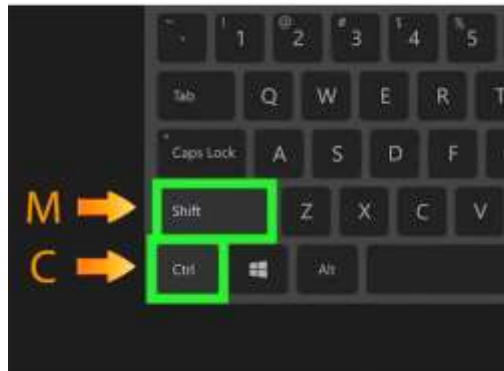 ~ ` ! 1 @ 2 # 3 $ 4 % 5
Tab Q W E R T
Caps Lock A S D F
M Shift Z X C V
C Ctrl Alt